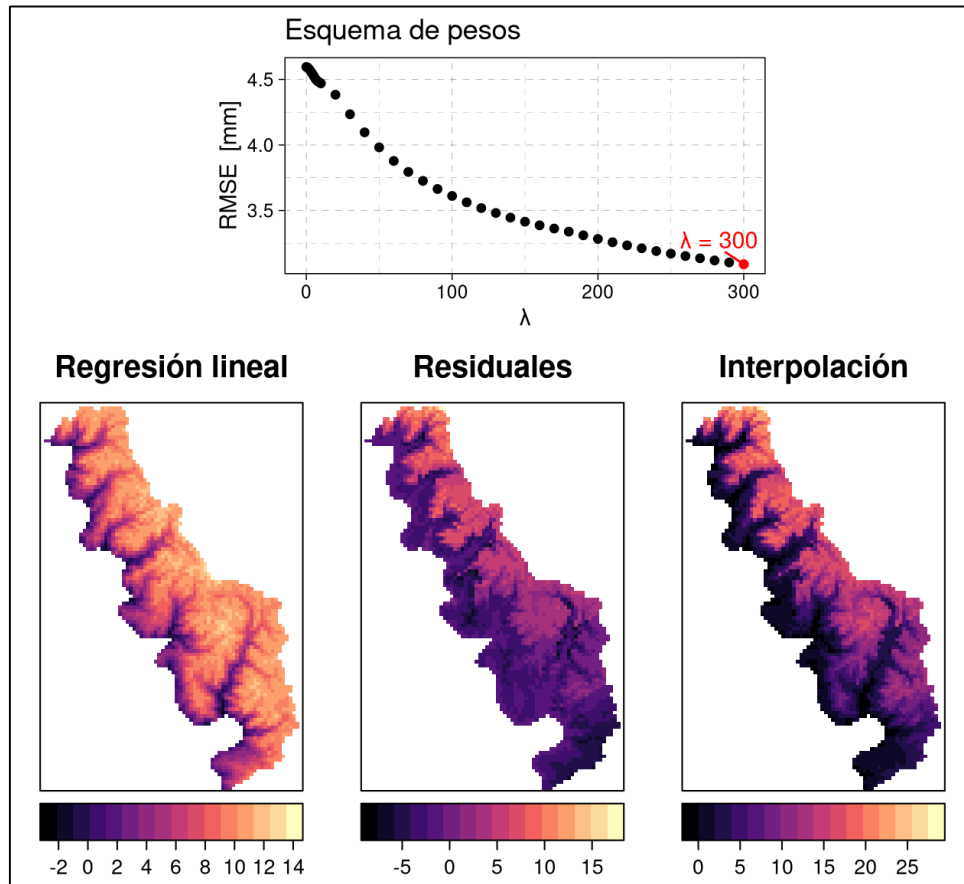 Esquema de pesos
RMSE [mm]
4.5
4.0
3.5
λ = 300
0 100 200 300
λ
Regresión lineal
Residuales
Interpolación
-2 0 2 4 6 8 10 12 14
-5 0 5 10 15
0 5 10 15 20 25